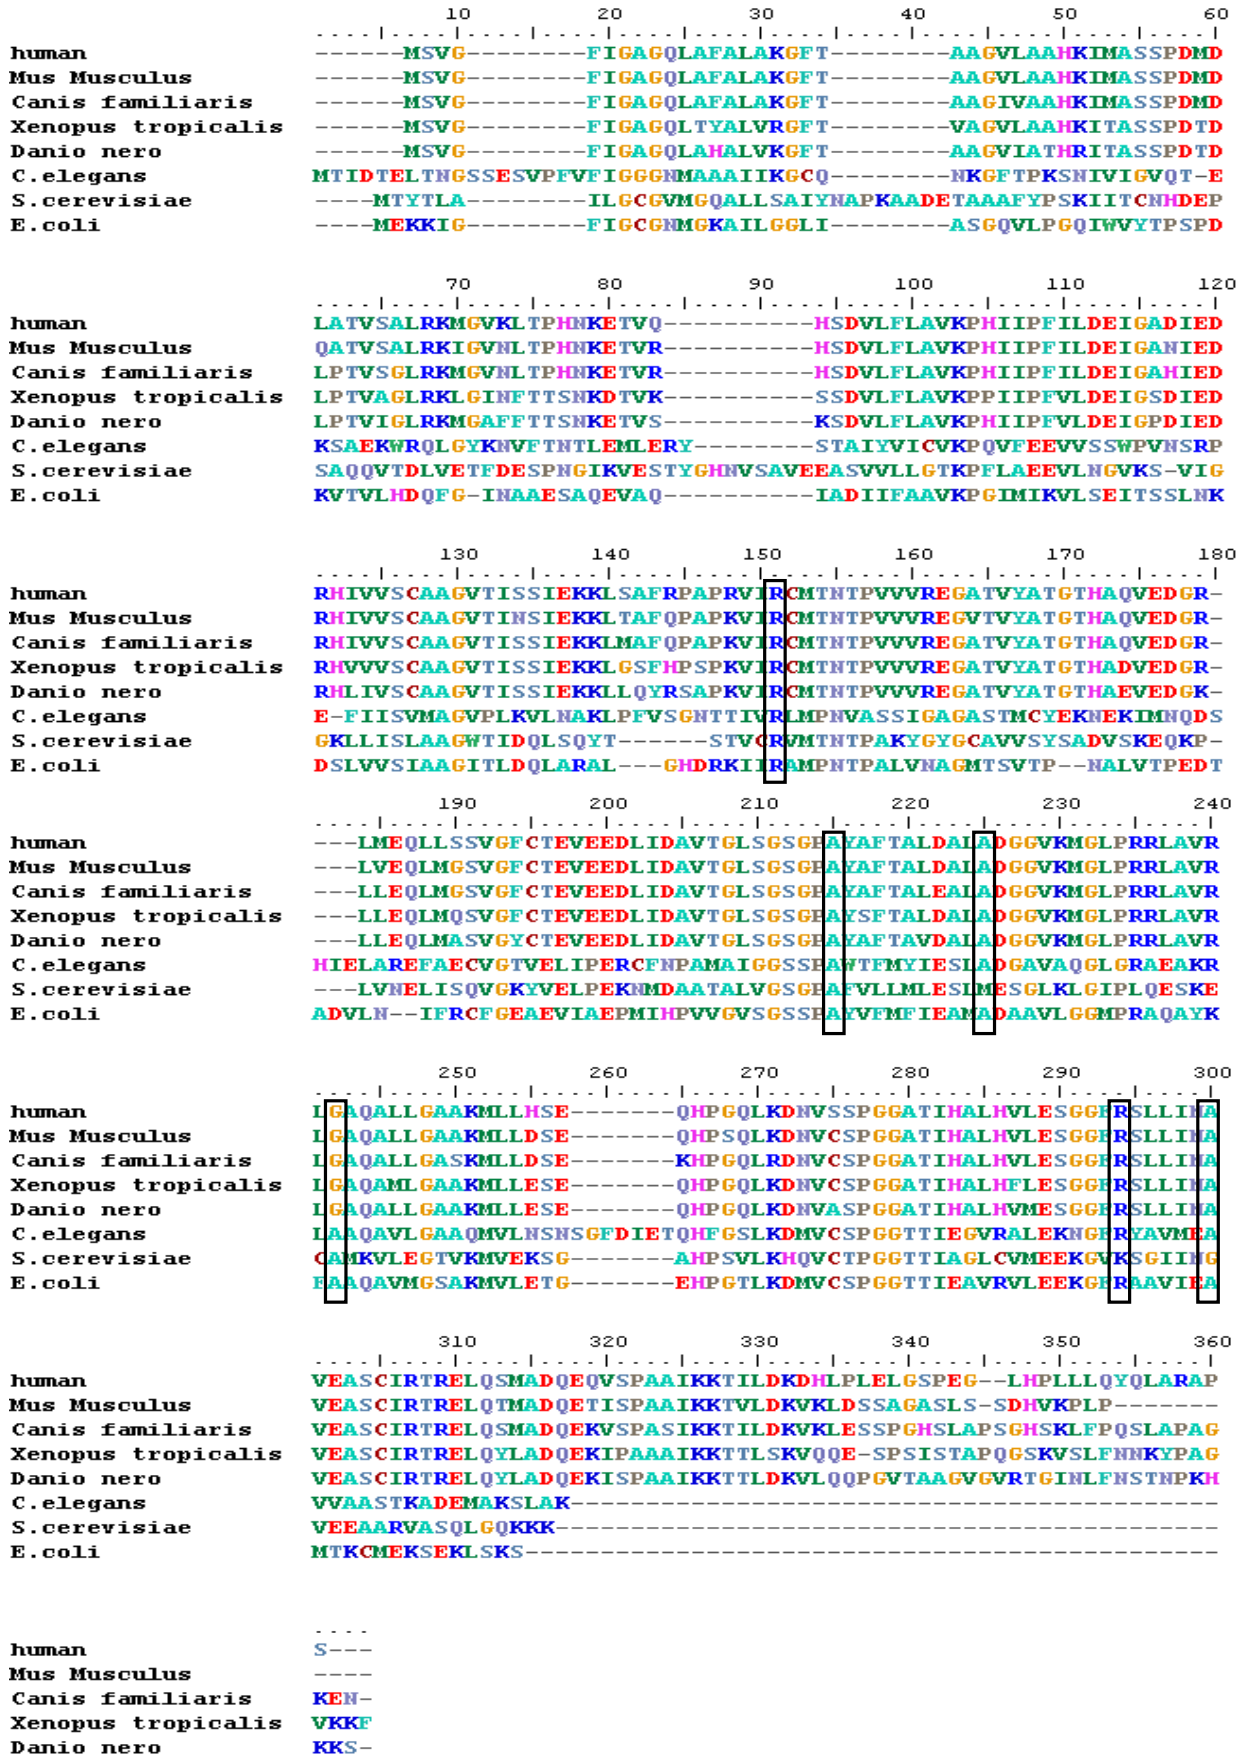 10 20 30 40 50 60
human ------MSVG--------FIGAGQLAFALAKGFT--------AAGVLAAHKIMASSPDMD
Mus Musculus ------MSVG--------FIGAGQLAFALAKGFT--------AAGVLAAHKIMASSPDMD
Canis familiaris ------MSVG--------FIGAGQLAFALAKGFT--------AAGIVAAHKIMASSPDMD
Xenopus tropicalis ------MSVG--------FIGAGQLTYALVRGFT--------VAGVLAAHKITASSPDTD
Danio nero ------MSVG--------FIGAGQLAHALVKGFT--------AAGVIATHRITASSPDTD
C.elegans MTIDTELTNGSSESVPFVFIGGGNMAAAIIKGCQ--------NKGFTPKSNIVIGVQT-E
S.cerevisiae ----MTYTLA--------ILGCGVMGQALLSAIYNAPKAADETAAAFYPSKIITCNHDEP
E.coli ----MEKKIG--------FIGCGNMGKAILGGLI--------ASGQVLPGQIWVYTPSPD
70 80 90 100 110 120
human LATVSALRKMGVKLTPHNKETVQ----------HSDVLFLAVKPHIIPFILDEIGADIED
Mus Musculus QATVSALRKIGVNLTPHNKETVR----------HSDVLFLAVKPHIIPFILDEIGANIED
Canis familiaris LPTVSGLRKMGVNLTPHNKETVR----------HSDVLFLAVKPHIIPFILDEIGAHIED
Xenopus tropicalis LPTVAGLRKLGINFTTSNKDTVK----------SSDVLFLAVKPPIIPFVLDEIGSDIED
Danio nero LPTVIGLRKMGAFFTTSNKETVS----------KSDVLFLAVKPHIIPFVLDEIGPDIED
C.elegans KSAEKWRQLGYKNVFTNTLEMLERY--------STAIYVICVKPQVFEEVVSSWPVNSRP
S.cerevisiae SAQQVTDLVETFDESPNGIKVESTYGHNVSAVEEASVVLLGTKPFLAEEVLNGVKS-VIG
E.coli KVTVLHDQFG-INAAESAQEVAQ----------IADIIFAAVKPGIMIKVLSEITSSLNK
130 140 150 160 170 180
human RHIVVSCAAGVTISSIEKKLSAFRPAPRVIRCMTNTPVVVREGATVYATGTHAQVEDGR-
Mus Musculus RHIVVSCAAGVTINSIEKKLTAFQPAPKVIRCMTNTPVVVREGVTVYATGTHAQVEDGR-
Canis familiaris RHIVVSCAAGVTISSIEKKLMAFQPAPKVIRCMTNTPVVVREGATVYATGTHAQVEDGR-
Xenopus tropicalis RHVVVSCAAGVTISSIEKKLGSFHPSPKVIRCMTNTPVVVREGATVYATGTHADVEDGR-
Danio nero RHLIVSCAAGVTISSIEKKLLQYRSAPKVIRCMTNTPVVVREGATVYATGTHAEVEDGK-
C.elegans E-FIISVMAGVPLKVLNAKLPFVSGNTTIVRLMPNVASSIGAGASTMCYEKNEKIMNQDS
S.cerevisiae GKLLISLAAGWTIDQLSQYT------STVCRVMTNTPAKYGYGCAVVSYSADVSKEQKP-
E.coli DSLVVSIAAGITLDQLARAL---GHDRKIIRAMPNTPALVNAGMTSVTP--NALVTPEDT
190 200 210 220 230 240
human ---LMEQLLSSVGFCTEVEEDLIDAVTGLSGSGPAYAFTALDALADGGVKMGLPRRLAVR
Mus Musculus ---LVEQLMGSVGFCTEVEEDLIDAVTGLSGSGPAYAFTALDALADGGVKMGLPRRLAVR
Canis familiaris ---LLEQLMGSVGFCTEVEEDLIDAVTGLSGSGPAYAFTALEALADGGVKMGLPRRLAVR
Xenopus tropicalis ---LLEQLMQSVGFCTEVEEDLIDAVTGLSGSGPAYSFTALDALADGGVKMGLPRRLAVR
Danio nero ---LLEQLMASVGYCTEVEEDLIDAVTGLSGSGPAYAFTAVDALADGGVKMGLPRRLAVR
C.elegans HIELAREFAECVGTVELIPERCFNPAMAIGGSSPAWTFMYIESLADGAVAQGLGRAEAKR
S.cerevisiae ---LVNELISQVGKYVELPEKNMDAATALVGSGPAFVLLMLESLMESGLKLGIPLQESKE
E.coli ADVLN--IFRCFGEAEVIAEPMIHPVVGVSGSSPAYVFMFIEAMADAAVLGGMPRAQAYK
250 260 270 280 290 300
human LGAQALLGAAKMLLHSE-------QHPGQLKDNVSSPGGATIHALHVLESGGFRSLLINA
Mus Musculus LGAQALLGAAKMLLDSE-------QHPSQLKDNVCSPGGATIHALHVLESGGFRSLLINA
Canis familiaris LGAQALLGASKMLLDSE-------KHPGQLRDNVCSPGGATIHALHVLESGGFRSLLINA
Xenopus tropicalis LGAQAMLGAAKMLLESE-------QHPGQLKDNVCSPGGATIHALHFLESGGFRSLLINA
Danio nero LGAQALLGAAKMLLESE-------QHPGQLKDNVASPGGATIHALHVMESGGFRSLLINA
C.elegans LAAQAVLGAAQMVLNSNSGFDIETQHFGSLKDMVCSPGGTTIEGVRALEKNGFRYAVMEA
S.cerevisiae CAMKVLEGTVKMVEKSG-------AHPSVLKHQVCTPGGTTIAGLCVMEEKGVKSGIING
E.coli FAAQAVMGSAKMVLETG-------EHPGTLKDMVCSPGGTTIEAVRVLEEKGFRAAVIEA
310 320 330 340 350 360
human VEASCIRTRELQSMADQEQVSPAAIKKTILDKDHLPLELGSPEG--LHPLLLQYQLARAP
Mus Musculus VEASCIRTRELQTMADQETISPAAIKKTVLDKVKLDSSAGASLS-SDHVKPLP-------
Canis familiaris VEASCIRTRELQSMADQEKVSPASIKKTILDKVKLESSPGHSLAPSGHSKLFPQSLAPAG
Xenopus tropicalis VEASCIRTRELQYLADQEKIPAAAIKKTTLSKVQQE-SPSISTAPQGSKVSLFNNKYPAG
Danio nero VEASCIRTRELQYLADQEKISPAAIKKTTLDKVLQQPGVTAAGVGVRTGINLFNSTNPKH
C.elegans VVAASTKADEMAKSLAK-------------------------------------------
S.cerevisiae VEEAARVASQLGQKKK--------------------------------------------
E.coli MTKCMEKSEKLSKS----------------------------------------------
human S---
Mus Musculus ----
Canis familiaris KEN-
Xenopus tropicalis VKKF
Danio nero KKS-